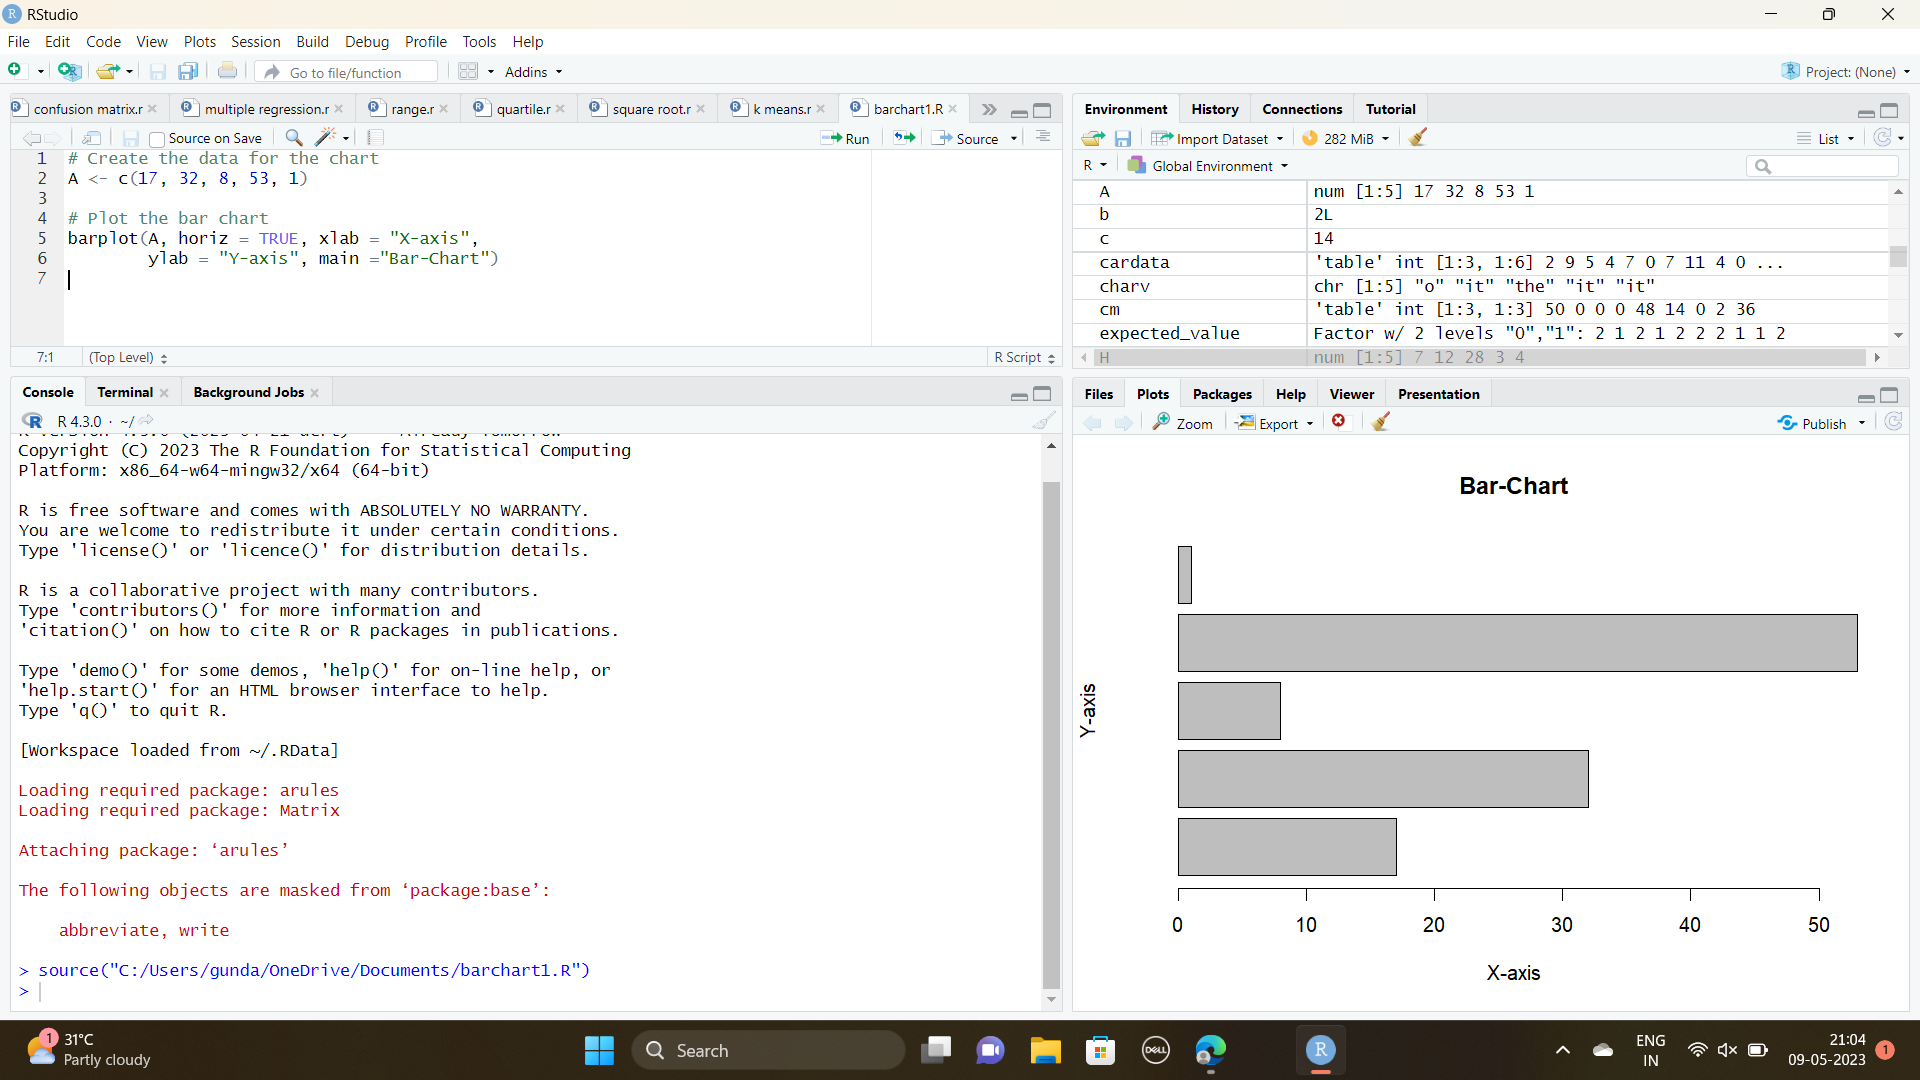 RStudio
File Edit Code View Plots Session Build Debug Profile Tools Help
Go to file/function Addins Project: (None)
confusion matrix.r multiple regression.r range.r quartile.r square root.r k means.r barchart1.R
Source on Save Run Source
1 # Create the data for the chart
2 A <- c(17, 32, 8, 53, 1)
3
4 # Plot the bar chart
5 barplot(A, horiz = TRUE, xlab = "X-axis",
6 ylab = "Y-axis", main ="Bar-Chart")
7
7:1 (Top Level) R Script
Console Terminal Background Jobs
R 4.3.0 · ~/
Copyright (C) 2023 The R Foundation for Statistical Computing
Platform: x86_64-w64-mingw32/x64 (64-bit)
R is free software and comes with ABSOLUTELY NO WARRANTY.
You are welcome to redistribute it under certain conditions.
Type 'license()' or 'licence()' for distribution details.
R is a collaborative project with many contributors.
Type 'contributors()' for more information and
'citation()' on how to cite R or R packages in publications.
Type 'demo()' for some demos, 'help()' for on-line help, or
'help.start()' for an HTML browser interface to help.
Type 'q()' to quit R.
[Workspace loaded from ~/.RData]
Loading required package: arules
Loading required package: Matrix
Attaching package: ‘arules’
The following objects are masked from ‘package:base’:
abbreviate, write
> source("C:/Users/gunda/OneDrive/Documents/barchart1.R")
>
Environment History Connections Tutorial
Import Dataset 282 MiB List
R Global Environment
A num [1:5] 17 32 8 53 1
b 2L
c 14
cardata 'table' int [1:3, 1:6] 2 9 5 4 7 0 7 11 4 0 ...
charv chr [1:5] "o" "it" "the" "it" "it"
cm 'table' int [1:3, 1:3] 50 0 0 0 48 14 0 2 36
expected_value Factor w/ 2 levels "0","1": 2 1 2 1 2 2 2 1 1 2
H num [1:5] 7 12 28 3 4
Files Plots Packages Help Viewer Presentation
Zoom Export Publish
Bar-Chart
Y-axis
0 10 20 30 40 50
X-axis
1 31°C
Partly cloudy
Search
DELL
R
ENG
IN
21:04
09-05-2023
1